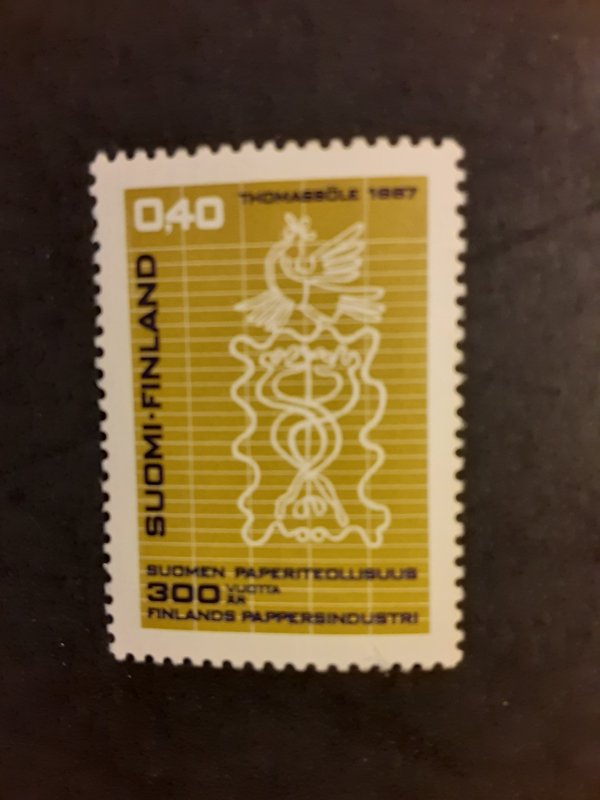 THOMASBÖLE 1667
0,40
SUOMI-FINLAND
SUOMEN PAPERITEOLLISUUS
300 VUOTTA
ÅR
FINLANDS PAPPERSINDUSTRI